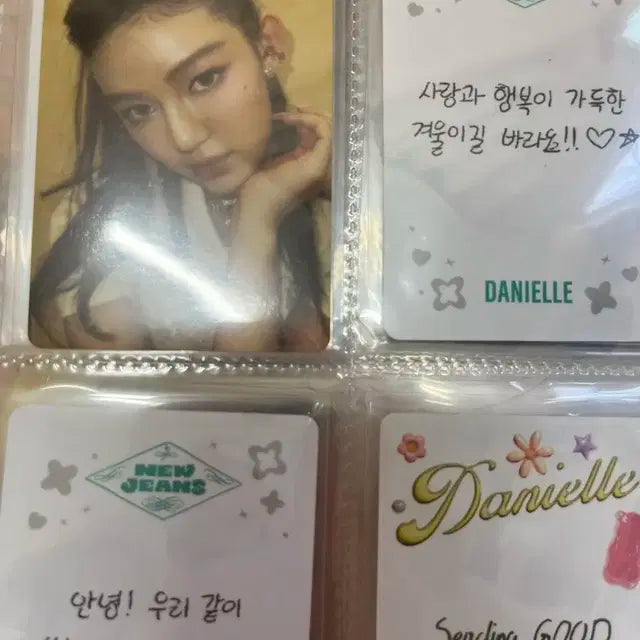 DANIELLE
사랑과 행복이 가득한
겨울이길 바라요!! ♡☆
DANIELLE
NEW
JEANS
안녕! 우리 같이
Danielle
Sending GOOD